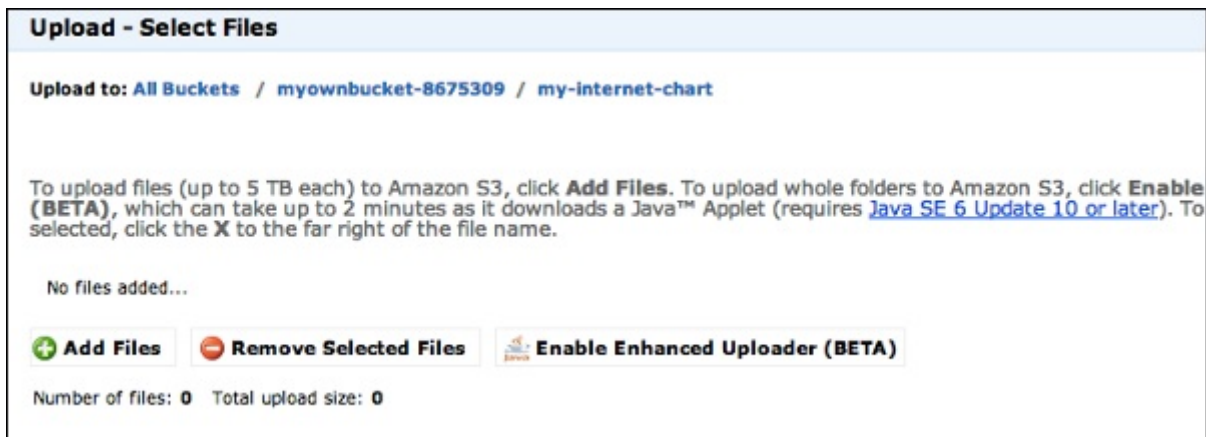 Upload - Select Files
Upload to: All Buckets / myownbucket-8675309 / my-internet-chart
To upload files (up to 5 TB each) to Amazon S3, click Add Files. To upload whole folders to Amazon S3, click Enable
(BETA), which can take up to 2 minutes as it downloads a Java™ Applet (requires Java SE 6 Update 10 or later). To
selected, click the X to the far right of the file name.
No files added...
Add Files Remove Selected Files Java Enable Enhanced Uploader (BETA)
Number of files: 0 Total upload size: 0